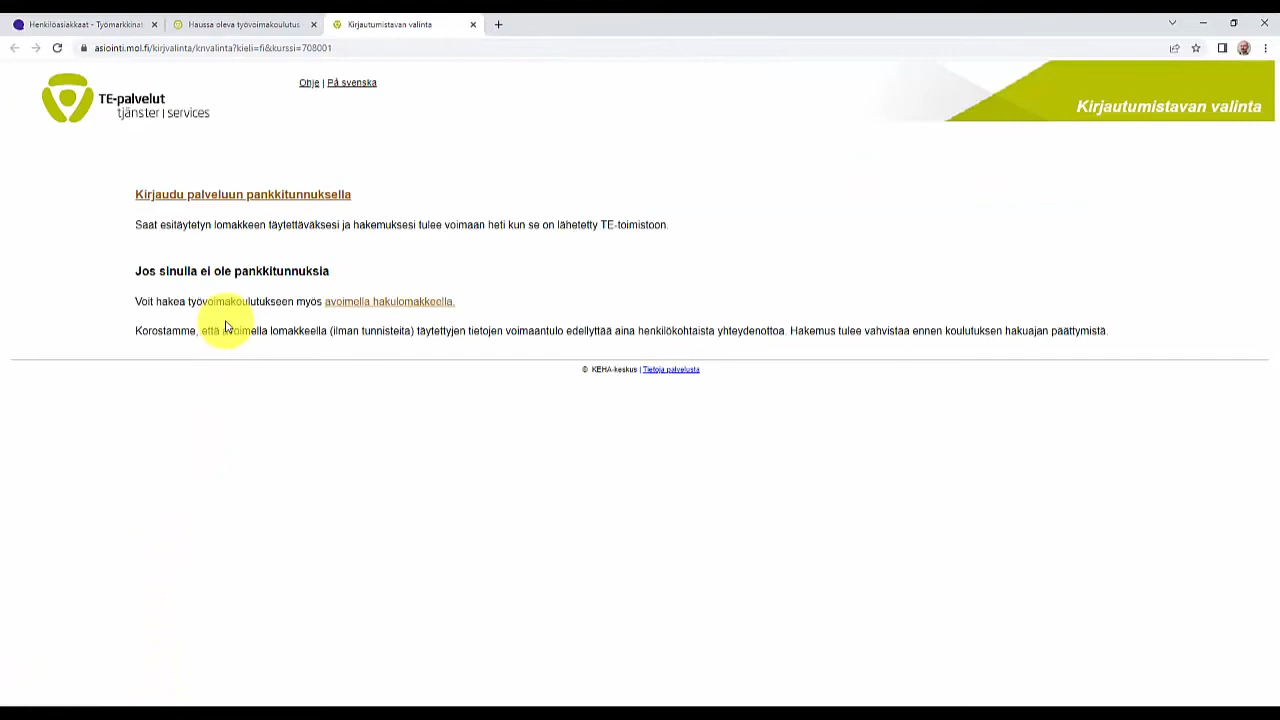 Henkilöasiakkaat - Työmarkkinat
Haussa oleva työvoimakoulutus
Kirjautumistavan valinta
asiointi.mol.fi/kirjvalinta/knvalinta?kieli=fi&kurssi=708001
TE-palvelut
tjänster | services
Ohje | På svenska
Kirjautumistavan valinta
Kirjaudu palveluun pankkitunnuksella
Saat esitäytetyn lomakkeen täytettäväksesi ja hakemuksesi tulee voimaan heti kun se on lähetetty TE-toimistoon.
Jos sinulla ei ole pankkitunnuksia
Voit hakea työvoimakoulutukseen myös avoimella hakulomakkeella.
Korostamme, että avoimella lomakkeella (ilman tunnisteita) täytettyjen tietojen voimaantulo edellyttää aina henkilökohtaista yhteydenottoa. Hakemus tulee vahvistaa ennen koulutuksen hakuajan päättymistä.
© KEHA-keskus | Tietoja palvelusta